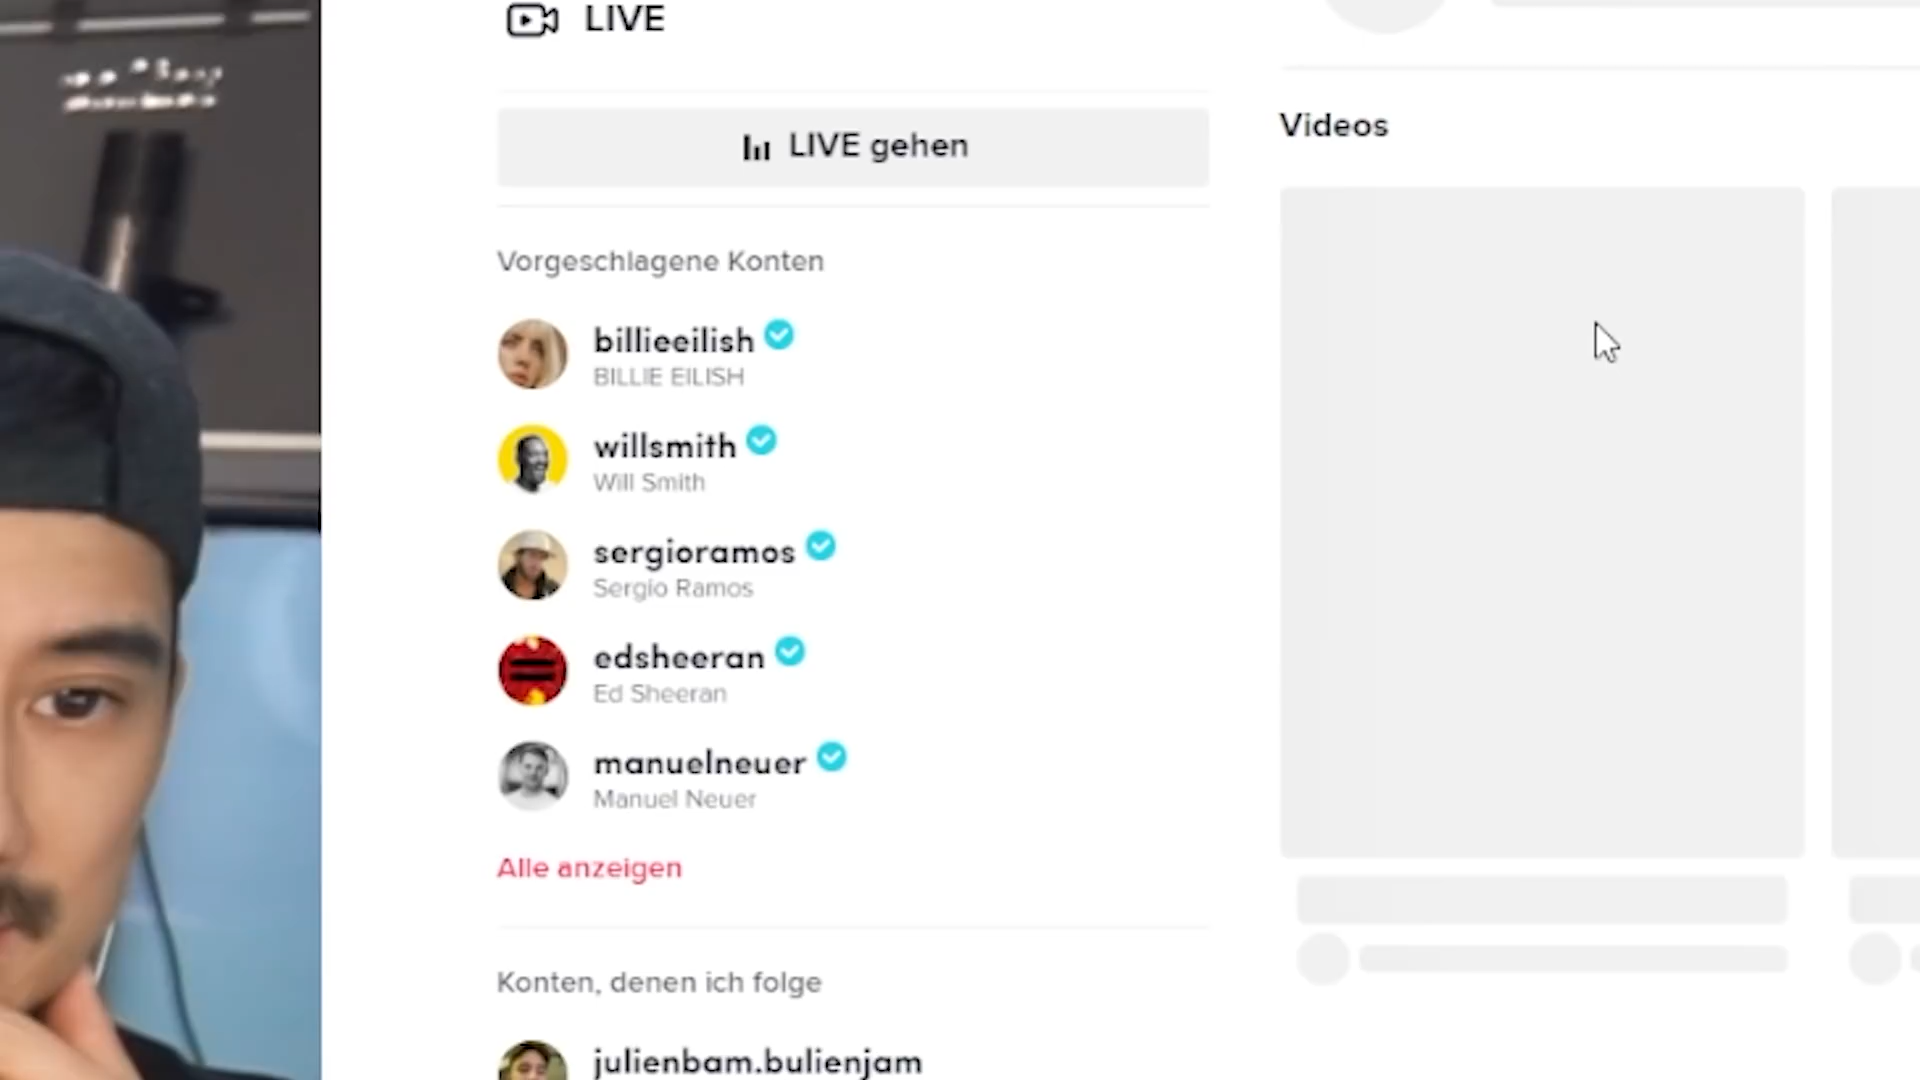 LIVE
LIVE gehen
Videos
Vorgeschlagene Konten
billieeilish
BILLIE EILISH
willsmith
Will Smith
sergioramos
Sergio Ramos
edsheeran
Ed Sheeran
manuelneuer
Manuel Neuer
Alle anzeigen
Konten, denen ich folge
julienbam.bulienjam